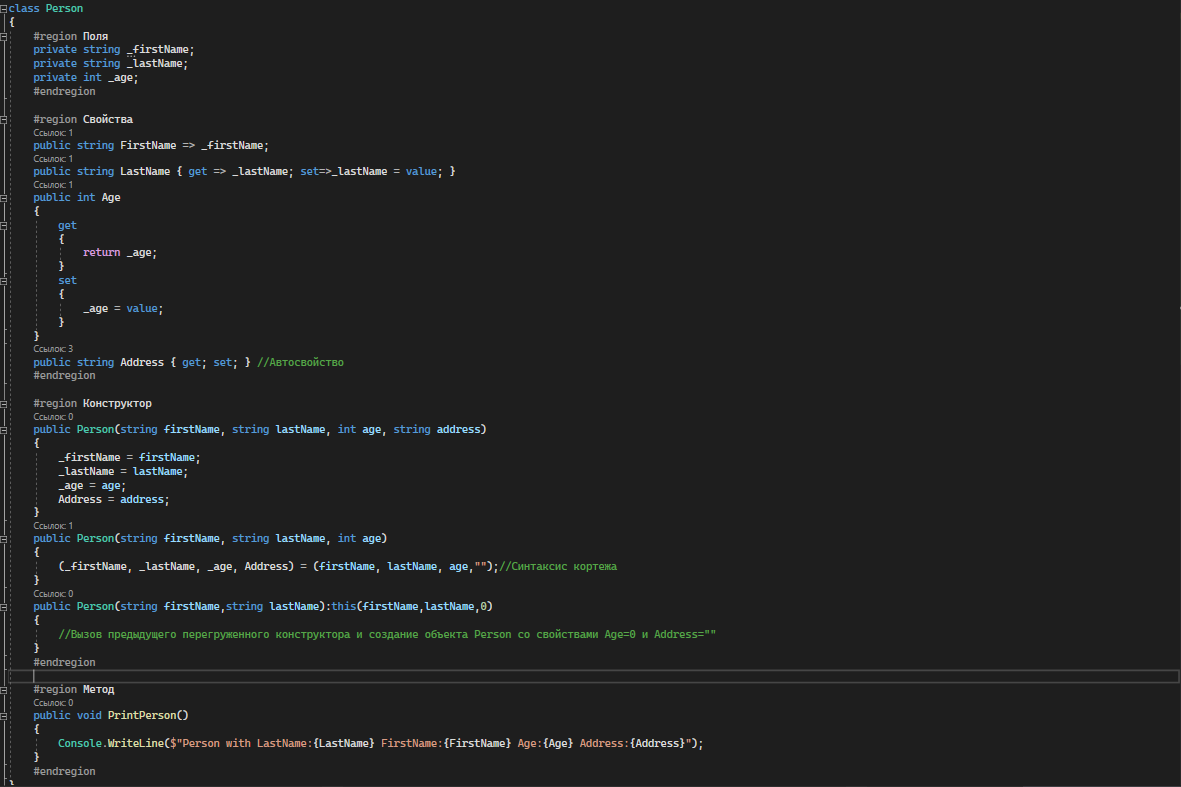 class Person
{
#region Поля
private string _firstName;
private string _lastName;
private int _age;
#endregion
#region Свойства
Ссылок: 1
public string FirstName => _firstName;
Ссылок: 1
public string LastName { get => _lastName; set=>_lastName = value; }
Ссылок: 1
public int Age
{
get
{
return _age;
}
set
{
_age = value;
}
}
Ссылок: 3
public string Address { get; set; } //Автосвойство
#endregion
#region Конструктор
Ссылок: 0
public Person(string firstName, string lastName, int age, string address)
{
_firstName = firstName;
_lastName = lastName;
_age = age;
Address = address;
}
Ссылок: 1
public Person(string firstName, string lastName, int age)
{
(_firstName, _lastName, _age, Address) = (firstName, lastName, age,"");//Синтаксис кортежа
}
Ссылок: 0
public Person(string firstName,string lastName):this(firstName,lastName,0)
{
//Вызов предыдущего перегруженного конструктора и создание объекта Person со свойствами Age=0 и Address=""
}
#endregion
#region Метод
Ссылок: 0
public void PrintPerson()
{
Console.WriteLine($"Person with LastName:{LastName} FirstName:{FirstName} Age:{Age} Address:{Address}");
}
#endregion
}